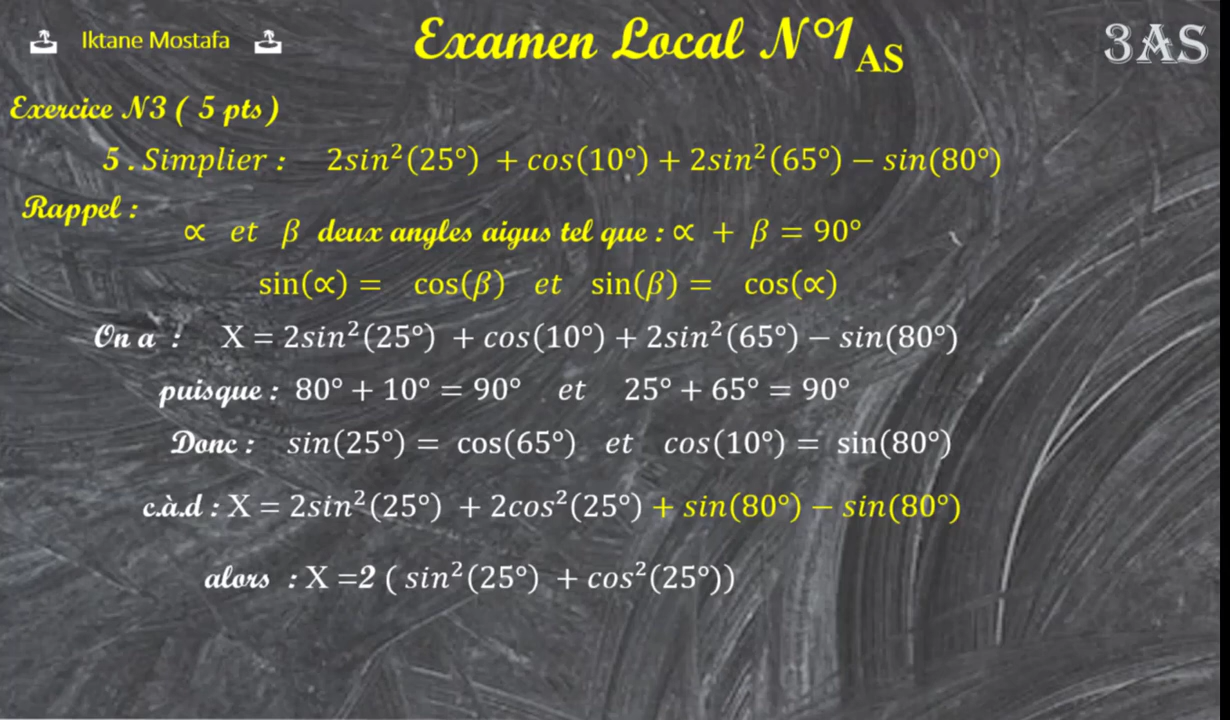 Iktane Mostafa
Examen Local N°1 AS
3AS
Exercice N3 ( 5 pts )
5 . Simplier : 2sin²(25°) + cos(10°) + 2sin²(65°) − sin(80°)
Rappel :
∝ et β deux angles aigus tel que : ∝ + β = 90°
sin(∝) = cos(β) et sin(β) = cos(∝)
On a : X = 2sin²(25°) + cos(10°) + 2sin²(65°) − sin(80°)
puisque : 80° + 10° = 90° et 25° + 65° = 90°
Donc : sin(25°) = cos(65°) et cos(10°) = sin(80°)
c.à.d : X = 2sin²(25°) + 2cos²(25°) + sin(80°) − sin(80°)
alors : X =2 ( sin²(25°) + cos²(25°))